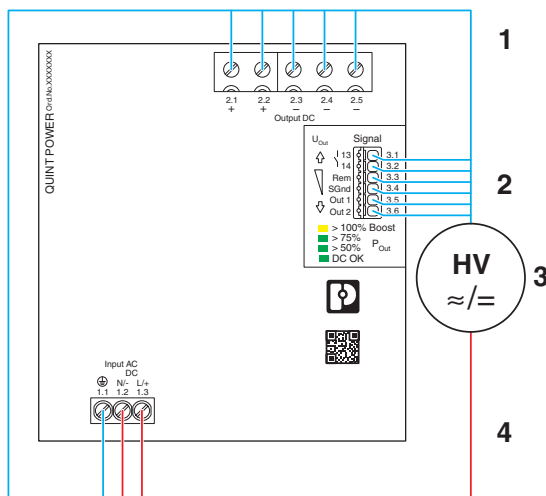 1
QUINT POWER Ord.No.XXXXXXX
2.1 2.2 2.3 2.4 2.5
+ + – – –
Output DC
UOut Signal
13 3.1
14 3.2
Rem 3.3
SGnd 3.4
Out 1 3.5
Out 2 3.6
2
> 100% Boost
> 75%
> 50%
POut
DC OK
HV
≈/=
3
Input AC
DC
N/- L/+
1.1 1.2 1.3
4